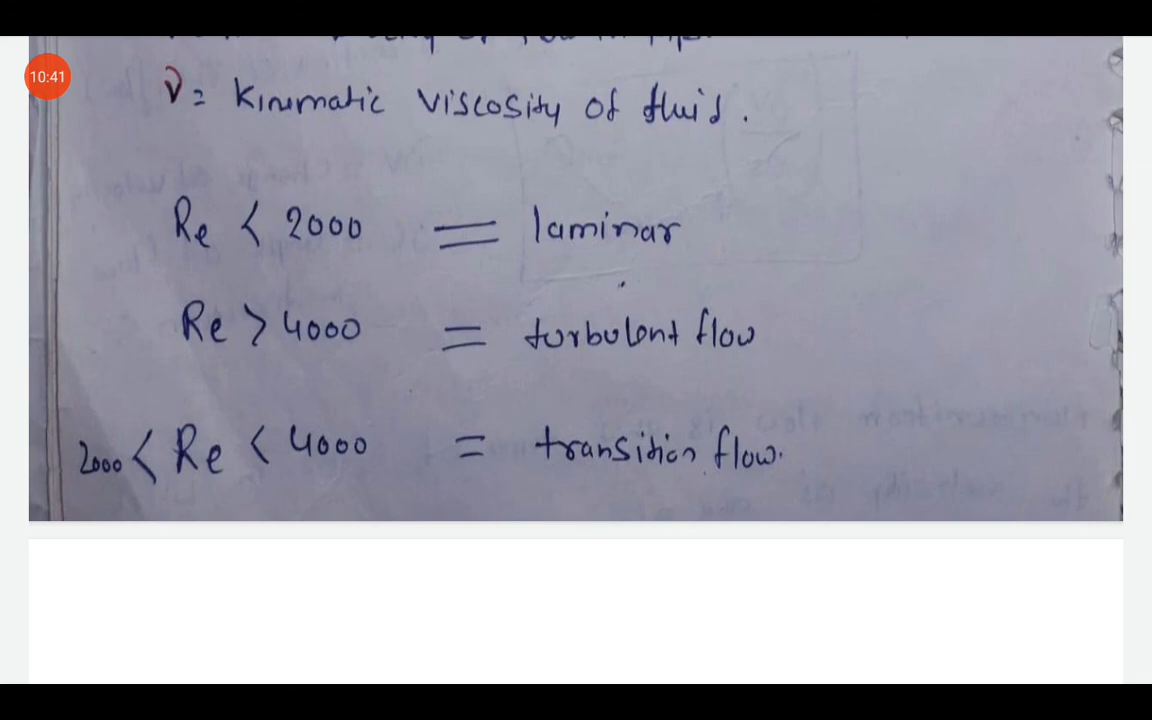 10:41
ν = Kinematic viscosity of fluid.
Re < 2000 = laminar
Re > 4000 = turbulent flow
2000 < Re < 4000 = transition flow.